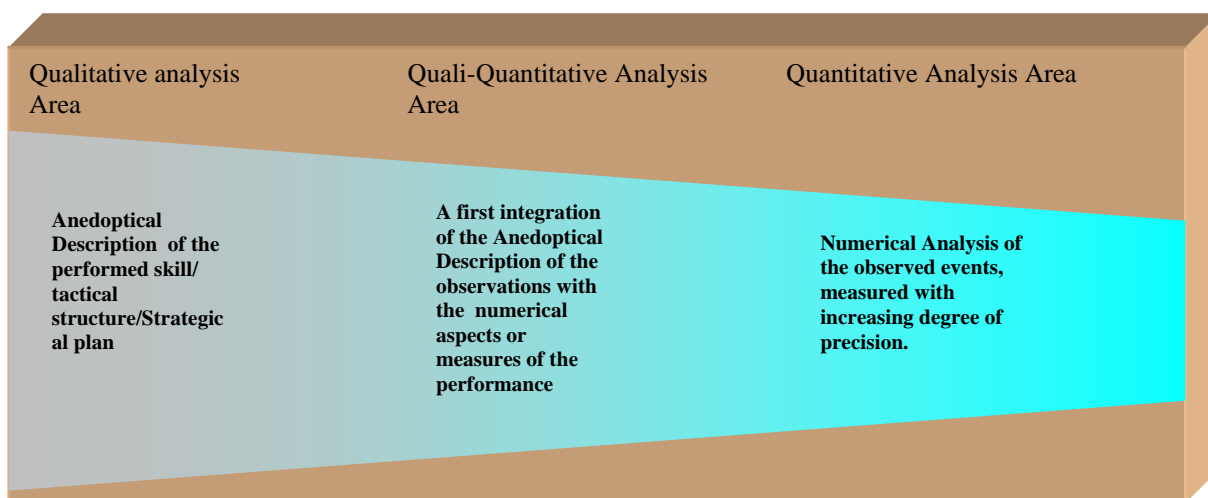 Qualitative analysis
Area
Quali-Quantitative Analysis
Area
Quantitative Analysis Area
Anedoptical
Description of the
performed skill/
tactical
structure/Strategic
al plan
A first integration
of the Anedoptical
Description of the
observations with
the numerical
aspects or
measures of the
performance
Numerical Analysis of
the observed events,
measured with
increasing degree of
precision.